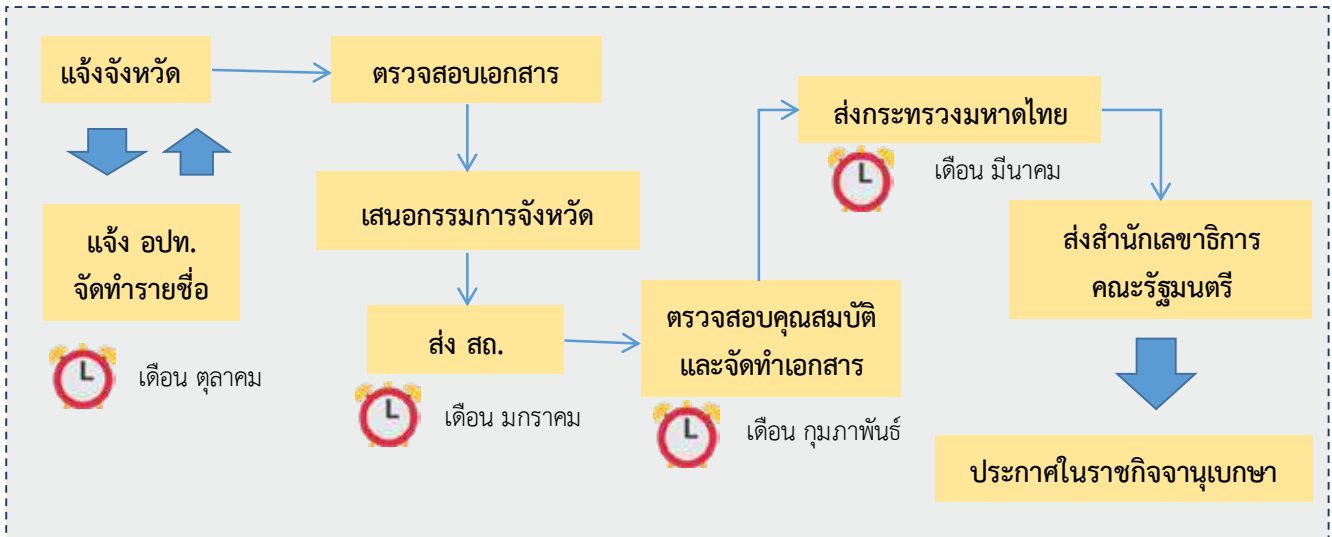 แจ้งจังหวัด
ตรวจสอบเอกสาร
ส่งกระทรวงมหาดไทย
เดือน มีนาคม
เสนอกรรมการจังหวัด
แจ้ง อปท.
จัดทำรายชื่อ
เดือน ตุลาคม
ส่ง สถ.
เดือน มกราคม
ตรวจสอบคุณสมบัติ
และจัดทำเอกสาร
เดือน กุมภาพันธ์
ส่งสำนักเลขาธิการ
คณะรัฐมนตรี
ประกาศในราชกิจจานุเบกษา